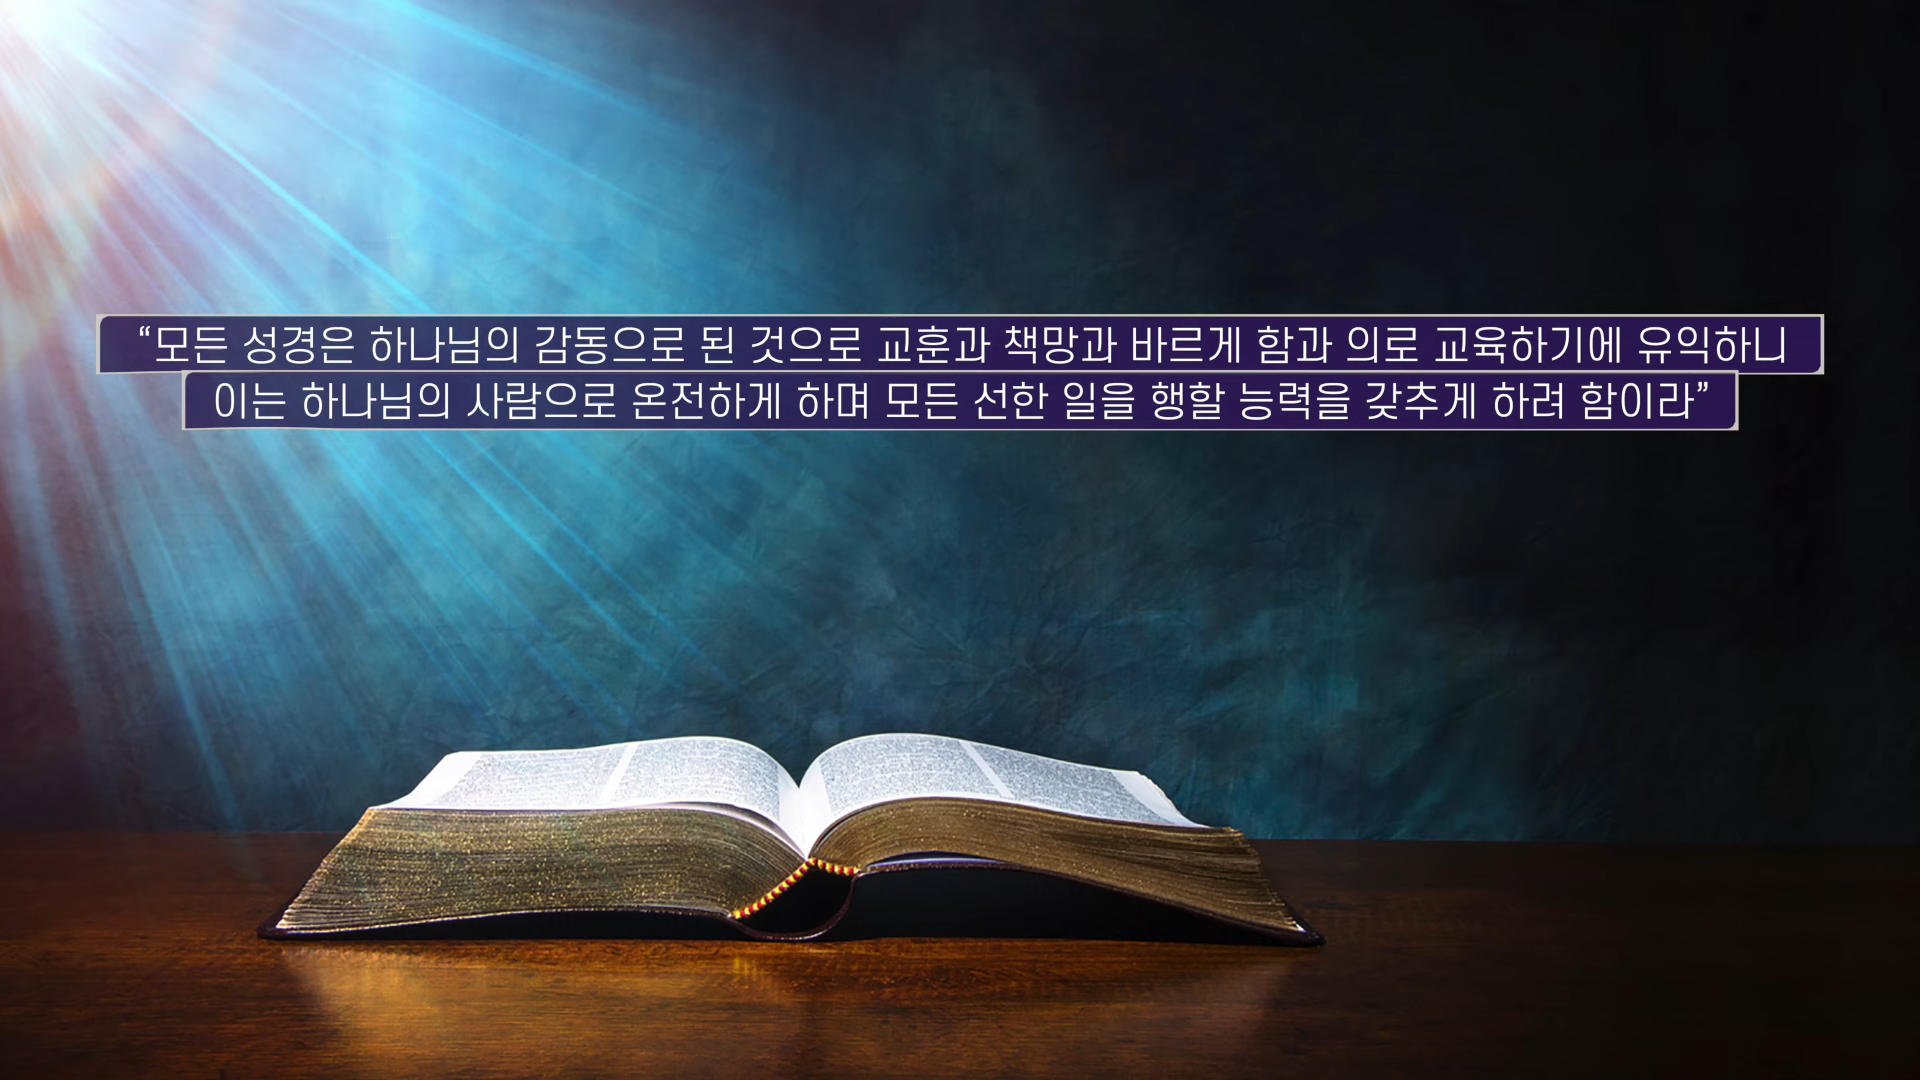 “모든 성경은 하나님의 감동으로 된 것으로 교훈과 책망과 바르게 함과 의로 교육하기에 유익하니
이는 하나님의 사람으로 온전하게 하며 모든 선한 일을 행할 능력을 갖추게 하려 함이라”